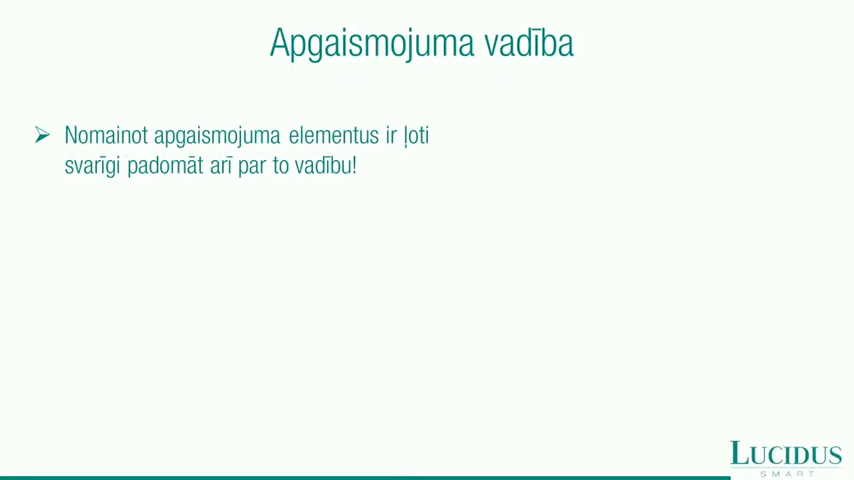 Apgaismojuma vadība
Nomainot apgaismojuma elementus ir ļoti
svarīgi padomāt arī par to vadību!
LUCIDUS
SMART